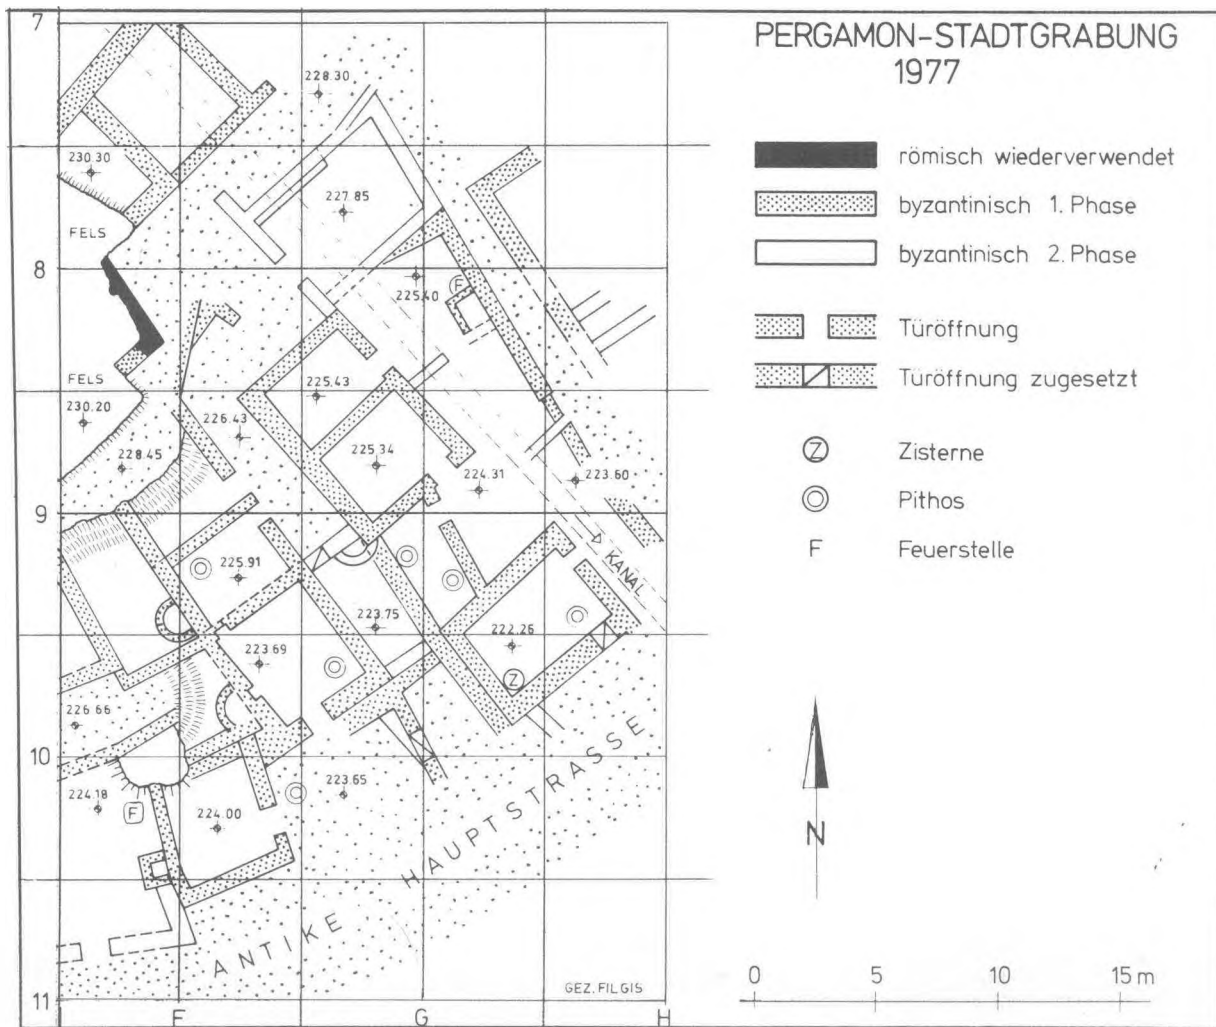 PERGAMON-STADTGRABUNG
1977
römisch wiederverwendet
byzantinisch 1. Phase
byzantinisch 2. Phase
Türöffnung
Türöffnung zugesetzt
Z Zisterne
Pithos
F Feuerstelle
N
0 5 10 15 m
7
228.30
230.30
227.85
FELS
8
225.40
F
FELS
225.43
230.20
226.43
228.45
225.34
224.31
223.60
9
KANAL
225.91
223.75
222.26
223.69
Z
226.66
10
224.18
F
224.00
223.65
ANTIKE HAUPTSTRASSE
GEZ. FILGIS
11
F G H